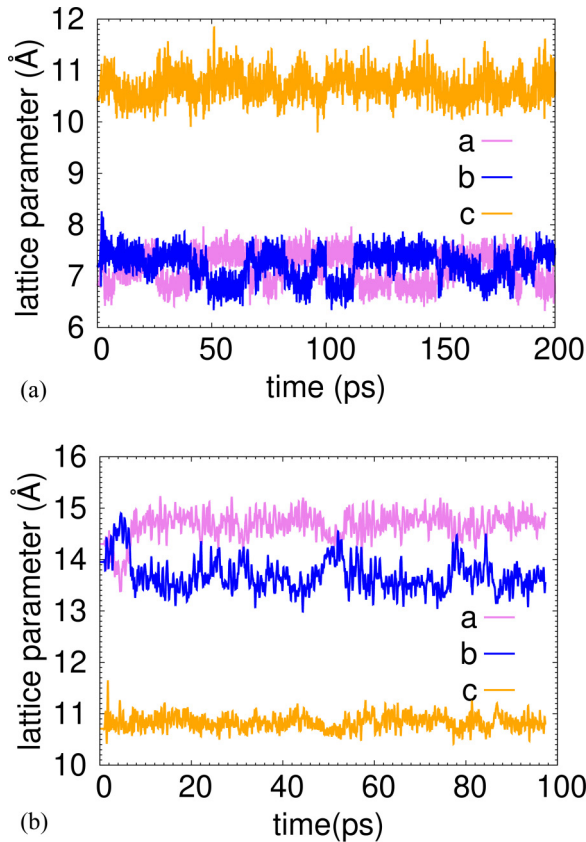 12
11
10
9
8
7
6
lattice parameter (Å)
a
b
c
0 50 100 150 200
time (ps)
(a)
16
15
14
13
12
11
10
lattice parameter (Å)
a
b
c
0 20 40 60 80 100
time(ps)
(b)